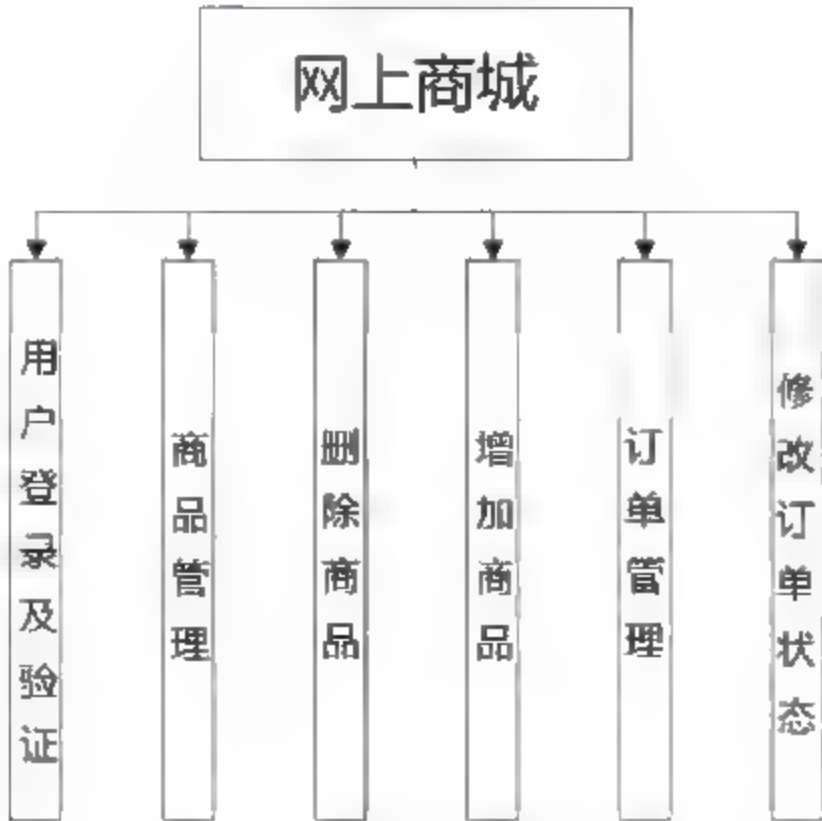 网上商城
用户登录及验证
商品管理
删除商品
增加商品
订单管理
修改订单状态